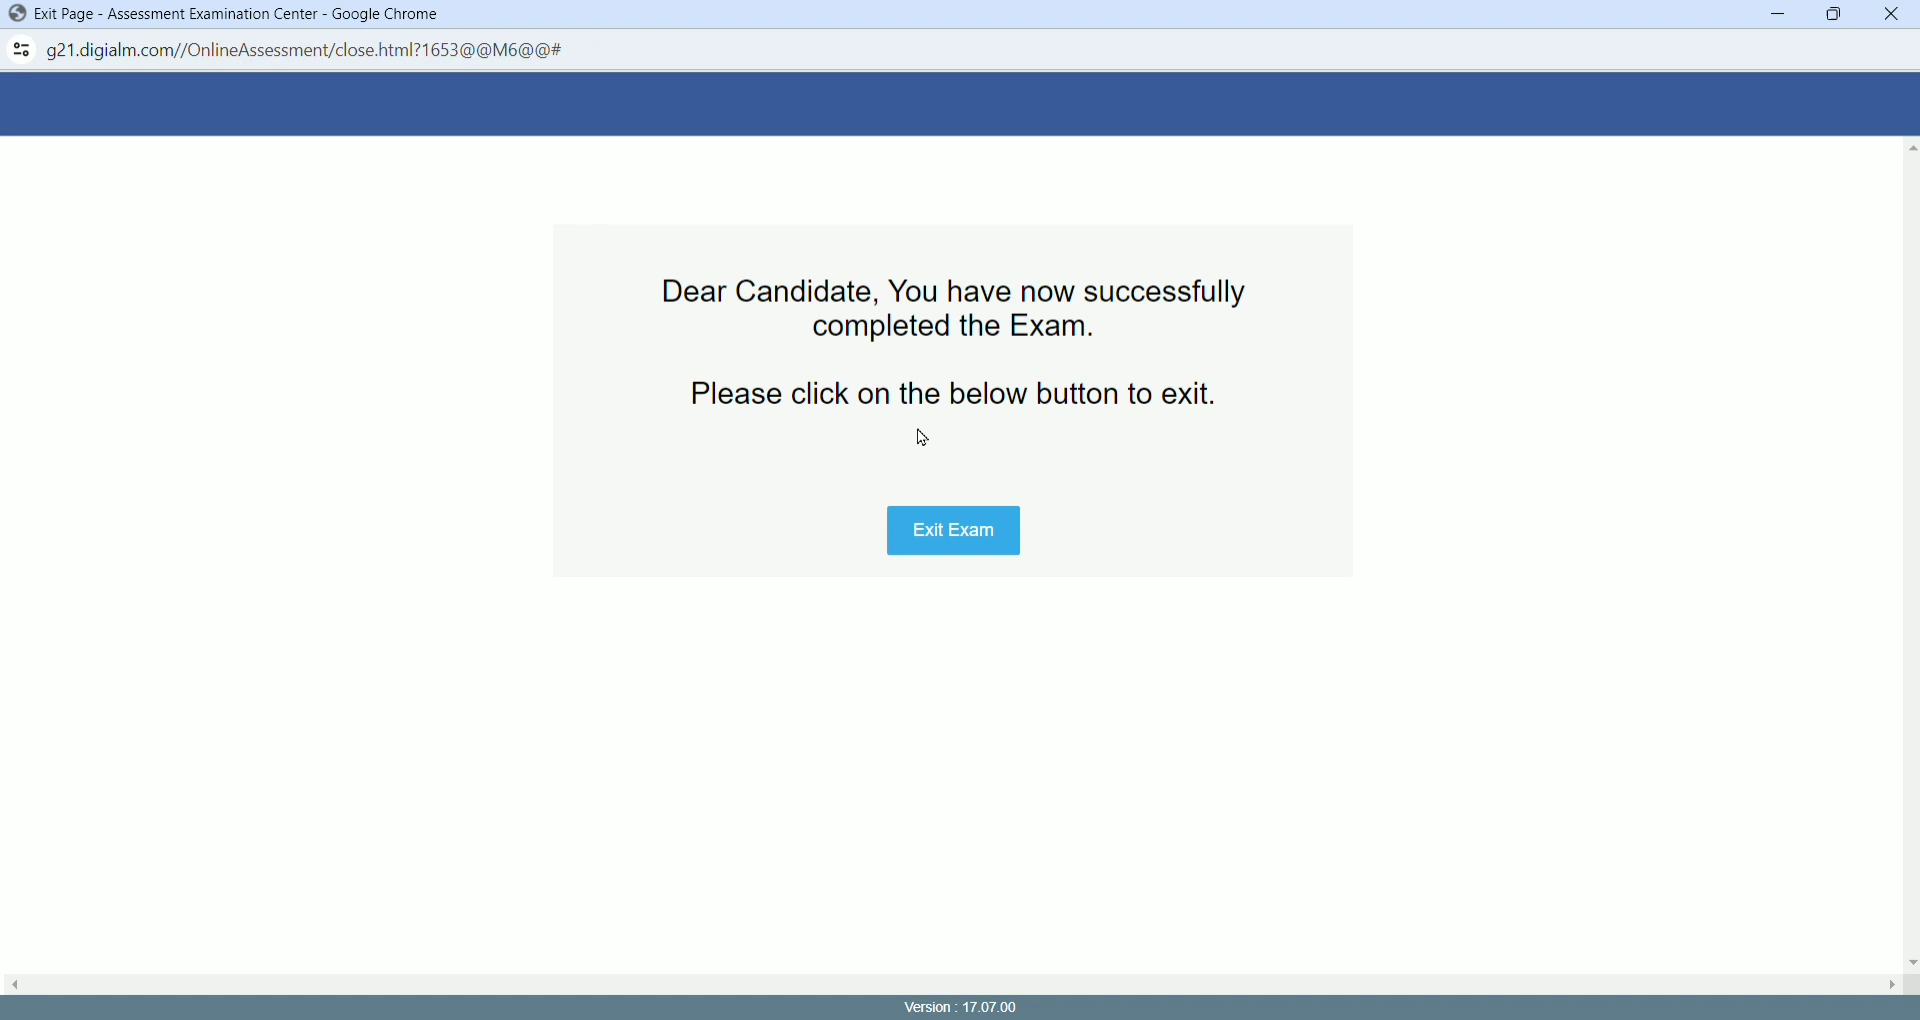 Exit Page - Assessment Examination Center - Google Chrome
g21.digialm.com//OnlineAssessment/close.html?1653@@M6@@#
Dear Candidate, You have now successfully
completed the Exam.
Please click on the below button to exit.
Exit Exam
Version : 17.07.00